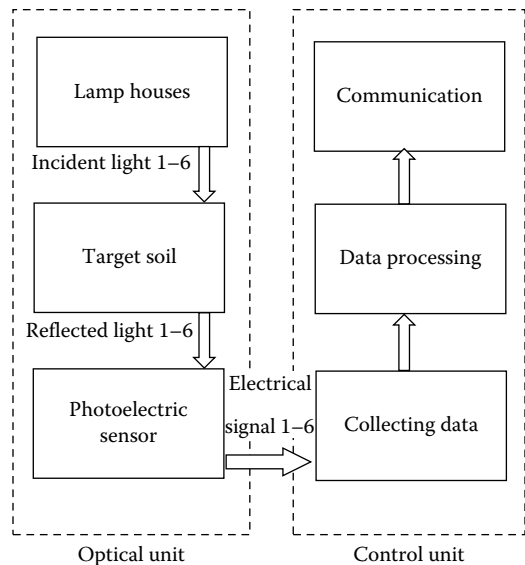 Lamp houses
Incident light 1–6
Target soil
Reflected light 1–6
Photoelectric
sensor
Optical unit
Electrical
signal 1–6
Communication
Data processing
Collecting data
Control unit